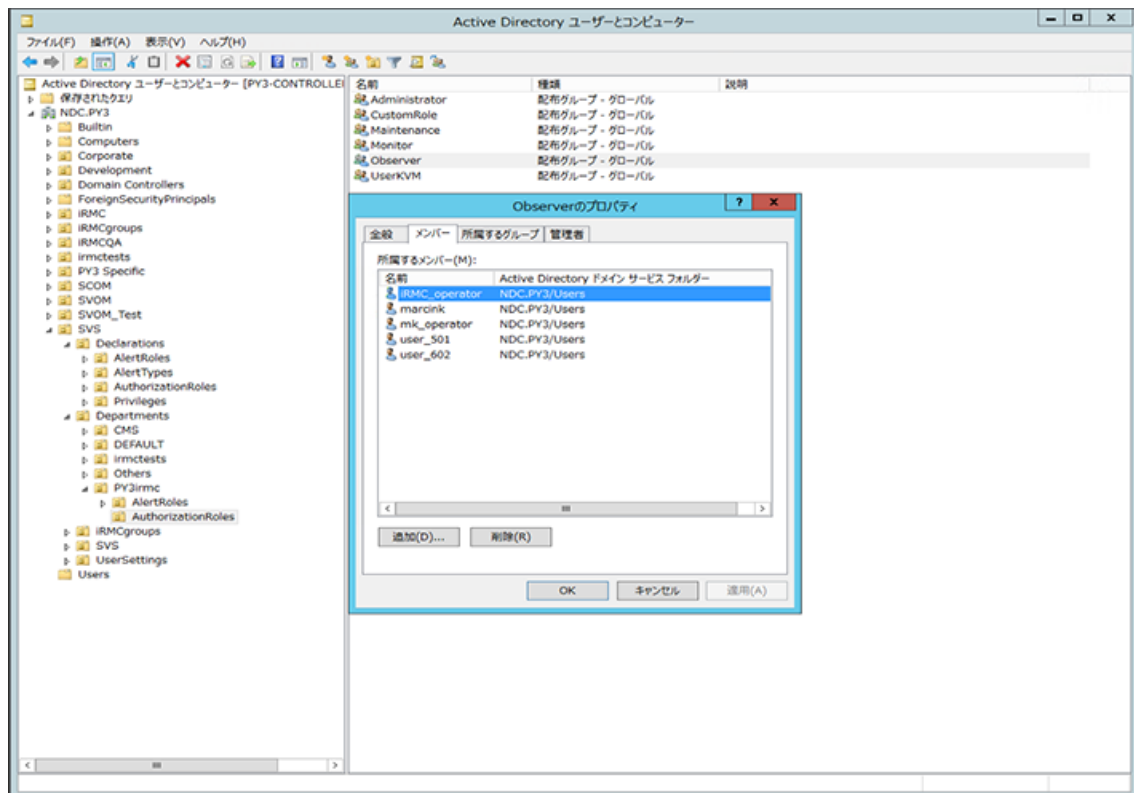 Active Directory ユーザーとコンピューター
ファイル(F) 操作(A) 表示(V) ヘルプ(H)
Active Directory ユーザーとコンピューター [PY3-CONTROLLE
保存されたクエリ
NDC.PY3
Builtin
Computers
Corporate
Development
Domain Controllers
ForeignSecurityPrincipals
iRMC
iRMCgroups
iRMCQA
irmctests
PY3 Specific
SCOM
SVOM
SVOM_Test
SVS
Declarations
AlertRoles
AlertTypes
AuthorizationRoles
Privileges
Departments
CMS
DEFAULT
irmctests
Others
PY3irmc
AlertRoles
AuthorizationRoles
iRMCgroups
SVS
UserSettings
Users
名前 種類 説明
Administrator 配布グループ - グローバル
CustomRole 配布グループ - グローバル
Maintenance 配布グループ - グローバル
Monitor 配布グループ - グローバル
Observer 配布グループ - グローバル
UserKVM 配布グループ - グローバル
Observerのプロパティ
全般 メンバー 所属するグループ 管理者
所属するメンバー(M):
名前 Active Directory ドメイン サービス フォルダー
iRMC_operator NDC.PY3/Users
marcink NDC.PY3/Users
mk_operator NDC.PY3/Users
user_501 NDC.PY3/Users
user_602 NDC.PY3/Users
追加(D)... 削除(R)
OK キャンセル 適用(A)